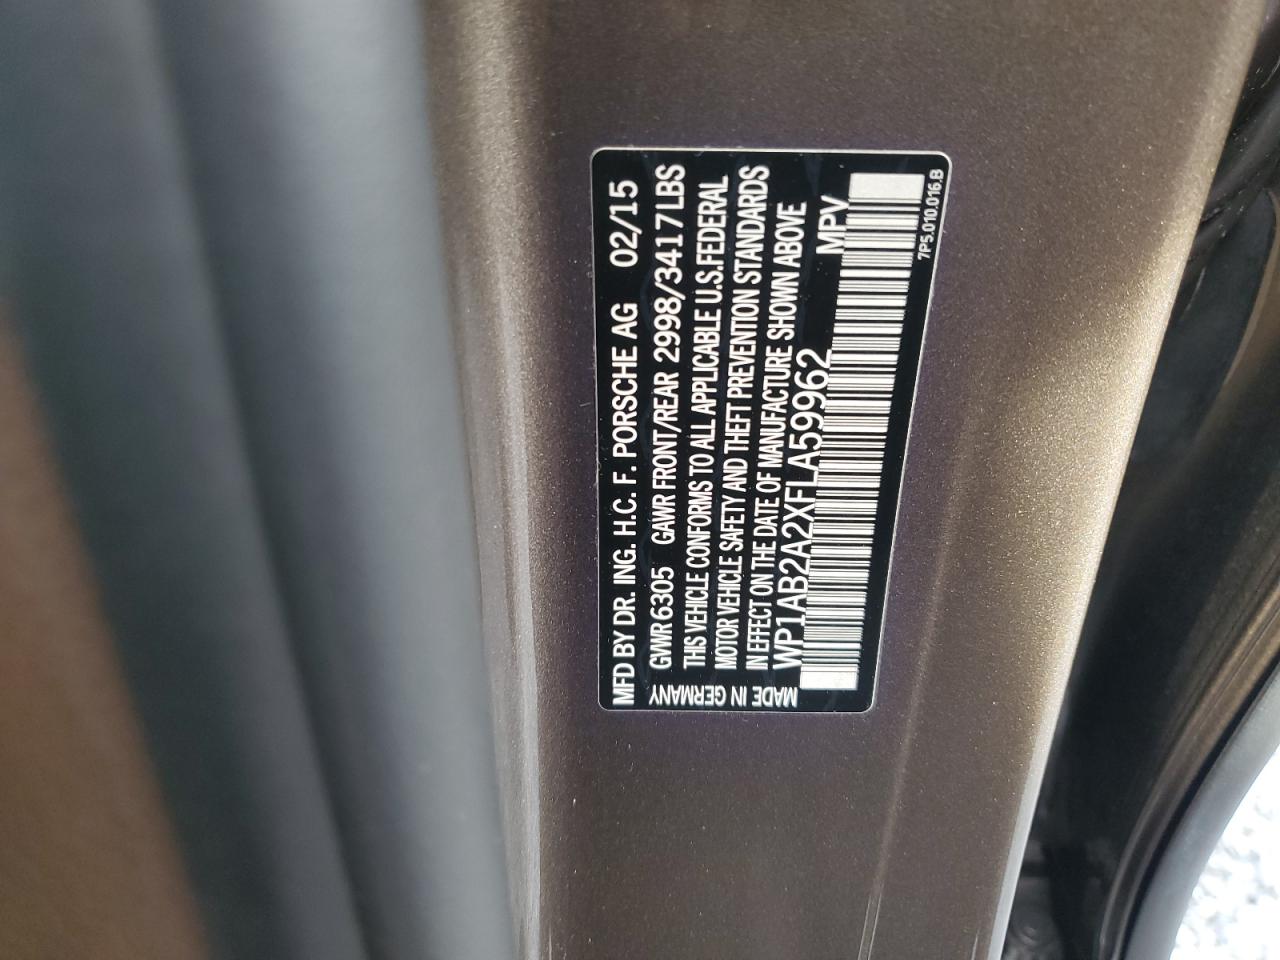 MFD BY DR. ING. H.C. F. PORSCHE AG 02/15
GVWR 6305 GAWR FRONT/REAR 2998/3417 LBS
THIS VEHICLE CONFORMS TO ALL APPLICABLE U.S.FEDERAL
MOTOR VEHICLE SAFETY AND THEFT PREVENTION STANDARDS
IN EFFECT ON THE DATE OF MANUFACTURE SHOWN ABOVE
WP1AB2A2XFLA59962 MPV
MADE IN GERMANY
7P5.010.016.B